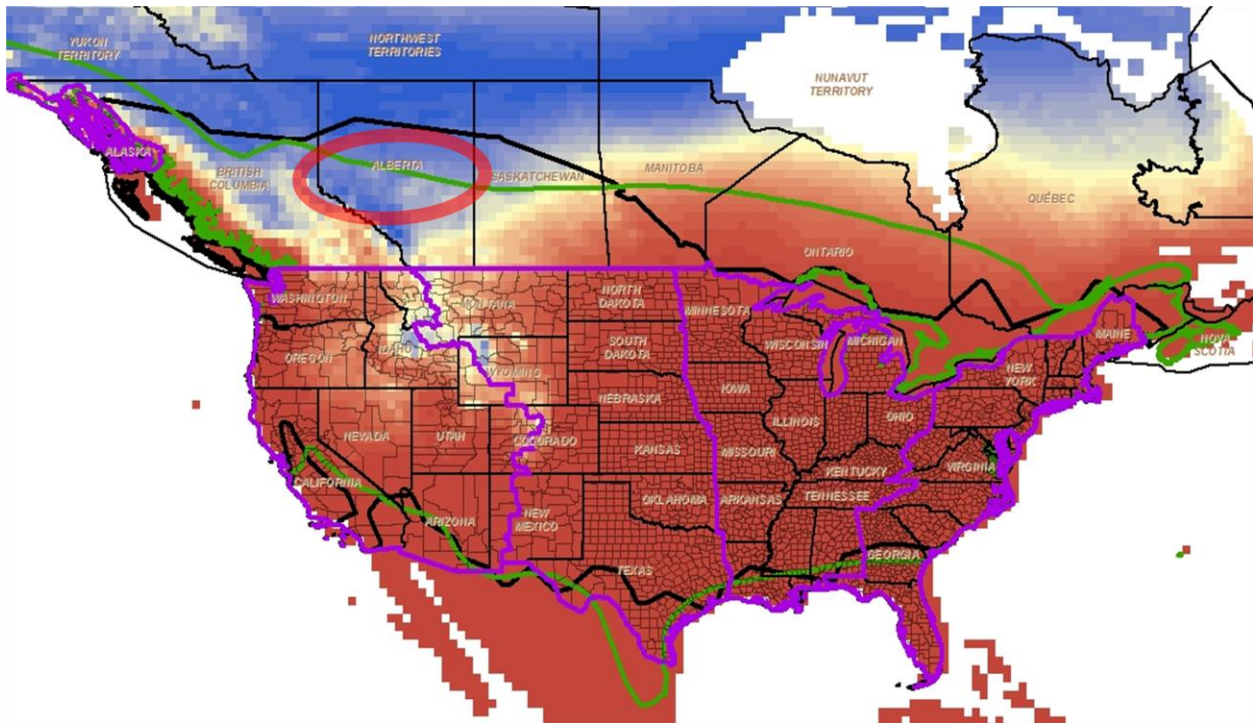 YUKON
TERRITORY
NORTHWEST
TERRITORIES
NUNAVUT
TERRITORY
ALASKA
BRITISH
COLUMBIA
ALBERTA
SASKATCHEWAN
MANITOBA
QUÉBEC
ONTARIO
WASHINGTON
MONTANA
NORTH
DAKOTA
MINNESOTA
MAINE
NOVA
SCOTIA
OREGON
IDAHO
SOUTH
DAKOTA
WISCONSIN
MICHIGAN
WYOMING
NEW
YORK
NEBRASKA
IOWA
NEVADA
UTAH
COLORADO
ILLINOIS
OHIO
KANSAS
MISSOURI
KENTUCKY
VIRGINIA
CALIFORNIA
ARIZONA
NEW
MEXICO
OKLAHOMA
ARKANSAS
TENNESSEE
TEXAS
GEORGIA